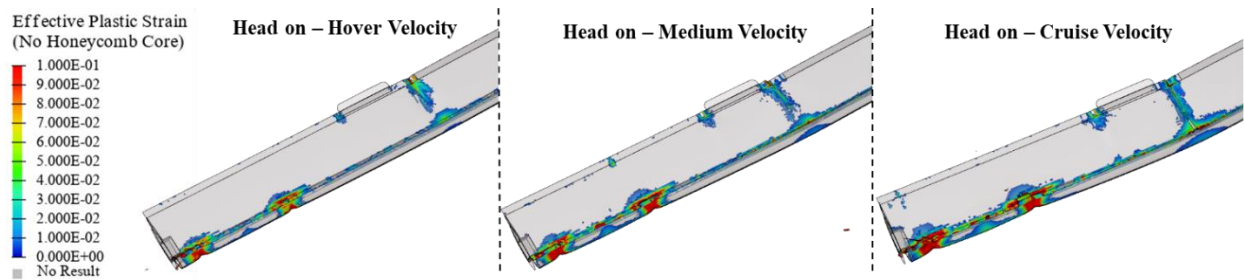 Effective Plastic Strain
(No Honeycomb Core)
1.000E-01
9.000E-02
8.000E-02
7.000E-02
6.000E-02
5.000E-02
4.000E-02
3.000E-02
2.000E-02
1.000E-02
0.000E+00
No Result
Head on – Hover Velocity
Head on – Medium Velocity
Head on – Cruise Velocity